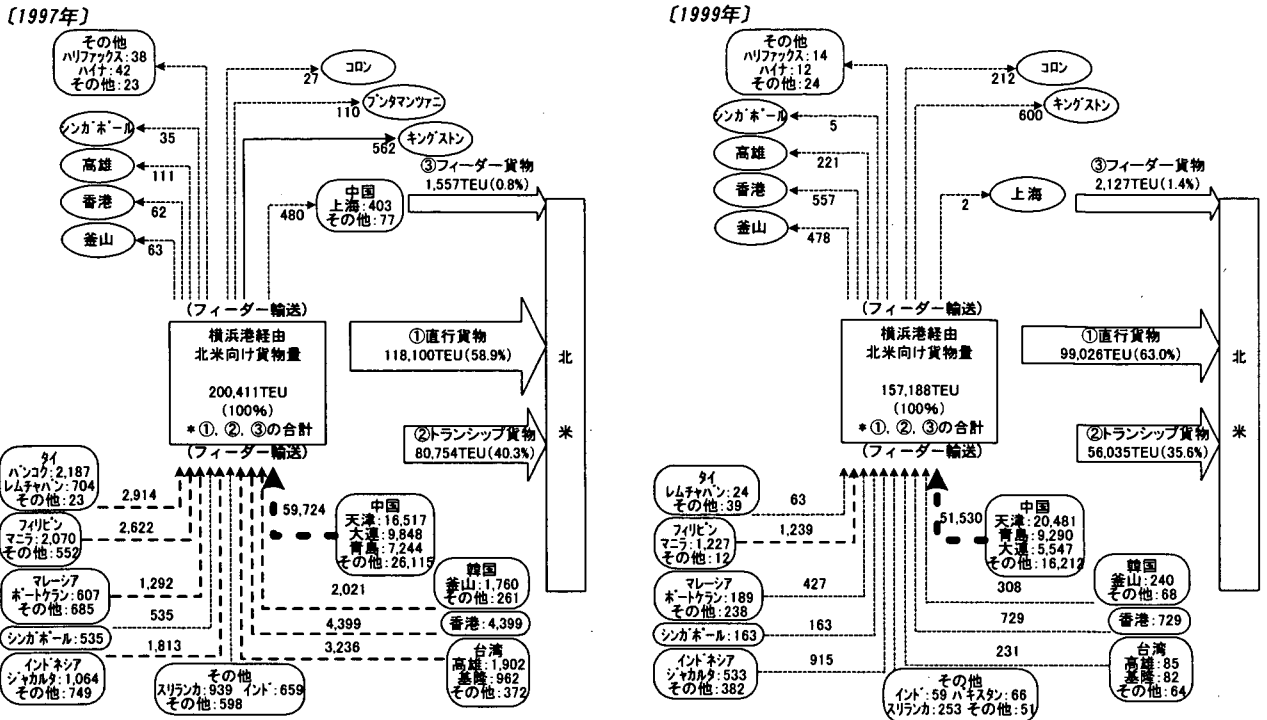 〔1997年〕
その他
ハリファックス:38
ハイナ:42
その他:23
コロン
27
プンタマンツァニ
110
キングストン
562
シンガポール
35
高雄
111
香港
62
釜山
63
480
中国
上海:403
その他:77
③フィーダー貨物
1,557TEU(0.8%)
(フィーダー輸送)
横浜港経由
北米向け貨物量
200,411TEU
(100%)
*①,②,③の合計
(フィーダー輸送)
①直行貨物
118,100TEU(58.9%)
②トランシップ貨物
80,754TEU(40.3%)
北
米
タイ
バンコク:2,187
レムチャバン:704
その他:23
2,914
フィリピン
マニラ:2,070
その他:552
2,622
マレーシア
ポートケラン:607
その他:685
1,292
シンガポール:535
535
インドネシア
ジャカルタ:1,064
その他:749
1,813
その他
スリランカ:939 インド:659
その他:598
59,724
中国
天津:16,517
大連:9,848
青島:7,244
その他:26,115
2,021
韓国
釜山:1,760
その他:261
4,399
香港:4,399
3,236
台湾
高雄:1,902
基隆:962
その他:372
〔1999年〕
その他
ハリファックス:14
ハイナ:12
その他:24
コロン
212
キングストン
600
シンガポール
5
高雄
221
香港
557
釜山
478
2
上海
③フィーダー貨物
2,127TEU(1.4%)
(フィーダー輸送)
横浜港経由
北米向け貨物量
157,188TEU
(100%)
*①,②,③の合計
(フィーダー輸送)
①直行貨物
99,026TEU(63.0%)
②トランシップ貨物
56,035TEU(35.6%)
北
米
タイ
レムチャバン:24
その他:39
63
フィリピン
マニラ:1,227
その他:12
1,239
マレーシア
ポートケラン:189
その他:238
427
シンガポール:163
163
インドネシア
ジャカルタ:533
その他:382
915
その他
インド:59 パキスタン:66
スリランカ:253 その他:51
51,530
中国
天津:20,481
青島:9,290
大連:5,547
その他:16,212
308
韓国
釜山:240
その他:68
729
香港:729
231
台湾
高雄:85
基隆:82
その他:64